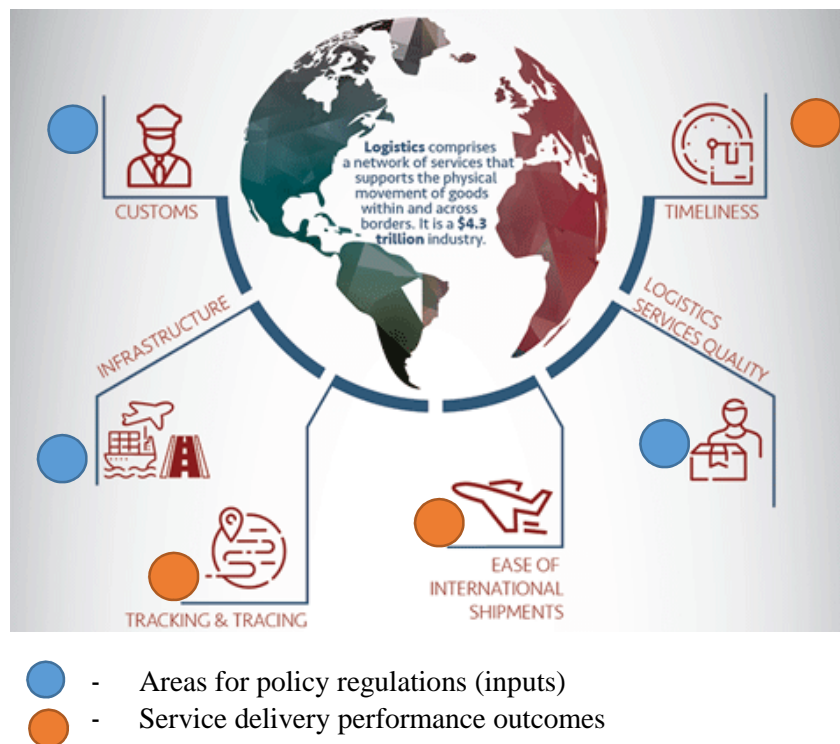 Logistics comprises
a network of services that
supports the physical
movement of goods
within and across
borders. It is a $4.3
trillion industry.
CUSTOMS
TIMELINESS
INFRASTRUCTURE
LOGISTICS
SERVICES QUALITY
EASE OF
INTERNATIONAL
SHIPMENTS
TRACKING & TRACING
- Areas for policy regulations (inputs)
- Service delivery performance outcomes